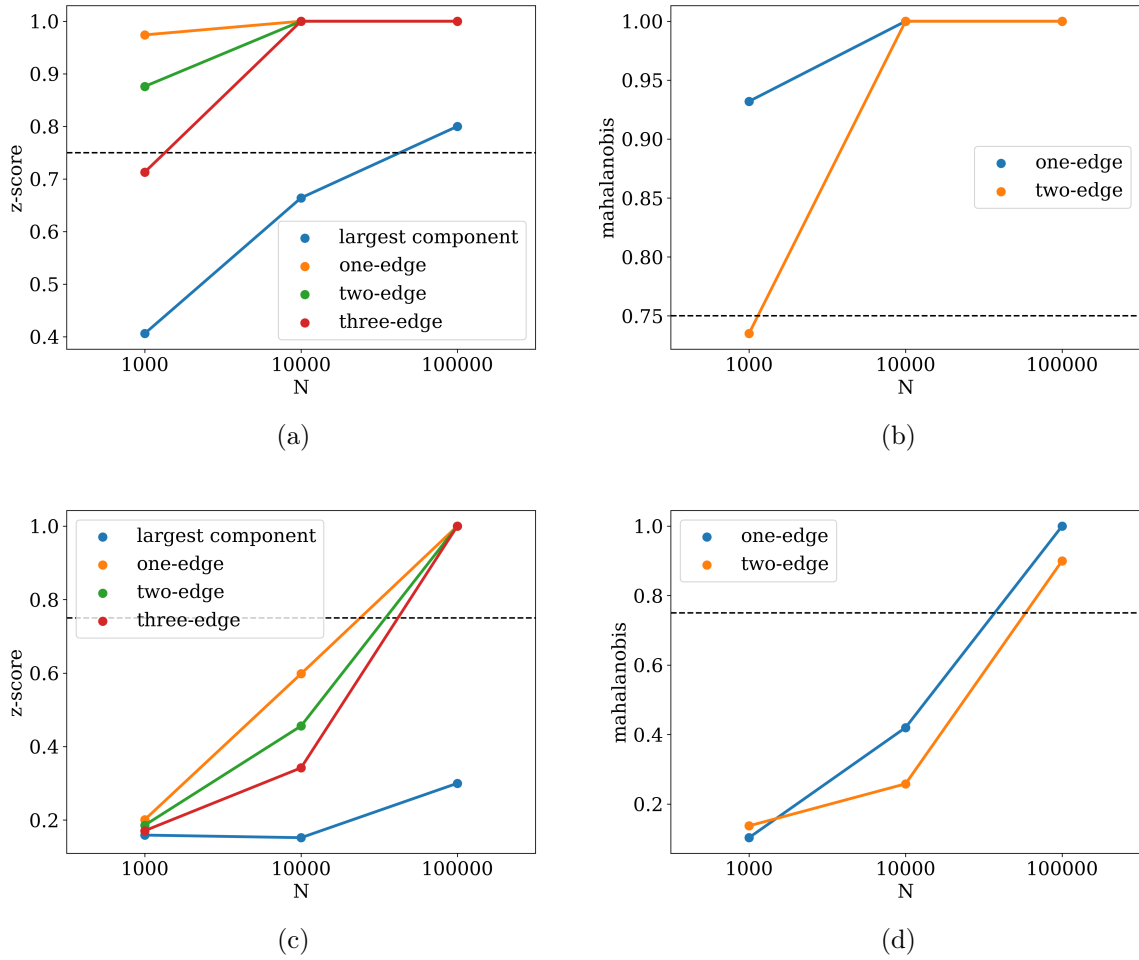 1.0
0.9
0.8
0.7
0.6
0.5
0.4
z-score
1000
10000
100000
N
largest component
one-edge
two-edge
three-edge
(a)
1.00
0.95
0.90
0.85
0.80
0.75
mahalanobis
1000
10000
100000
N
one-edge
two-edge
(b)
1.0
0.8
0.6
0.4
0.2
z-score
1000
10000
100000
N
largest component
one-edge
two-edge
three-edge
(c)
1.0
0.8
0.6
0.4
0.2
mahalanobis
1000
10000
100000
N
one-edge
two-edge
(d)